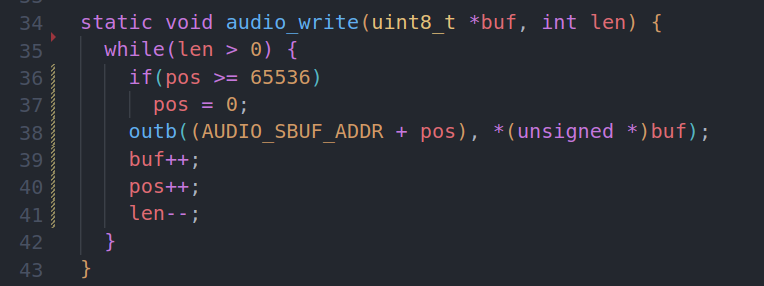 34 static void audio_write(uint8_t *buf, int len) {
35   while(len > 0) {
36     if(pos >= 65536)
37       pos = 0;
38     outb((AUDIO_SBUF_ADDR + pos), *(unsigned *)buf);
39     buf++;
40     pos++;
41     len--;
42   }
43 }